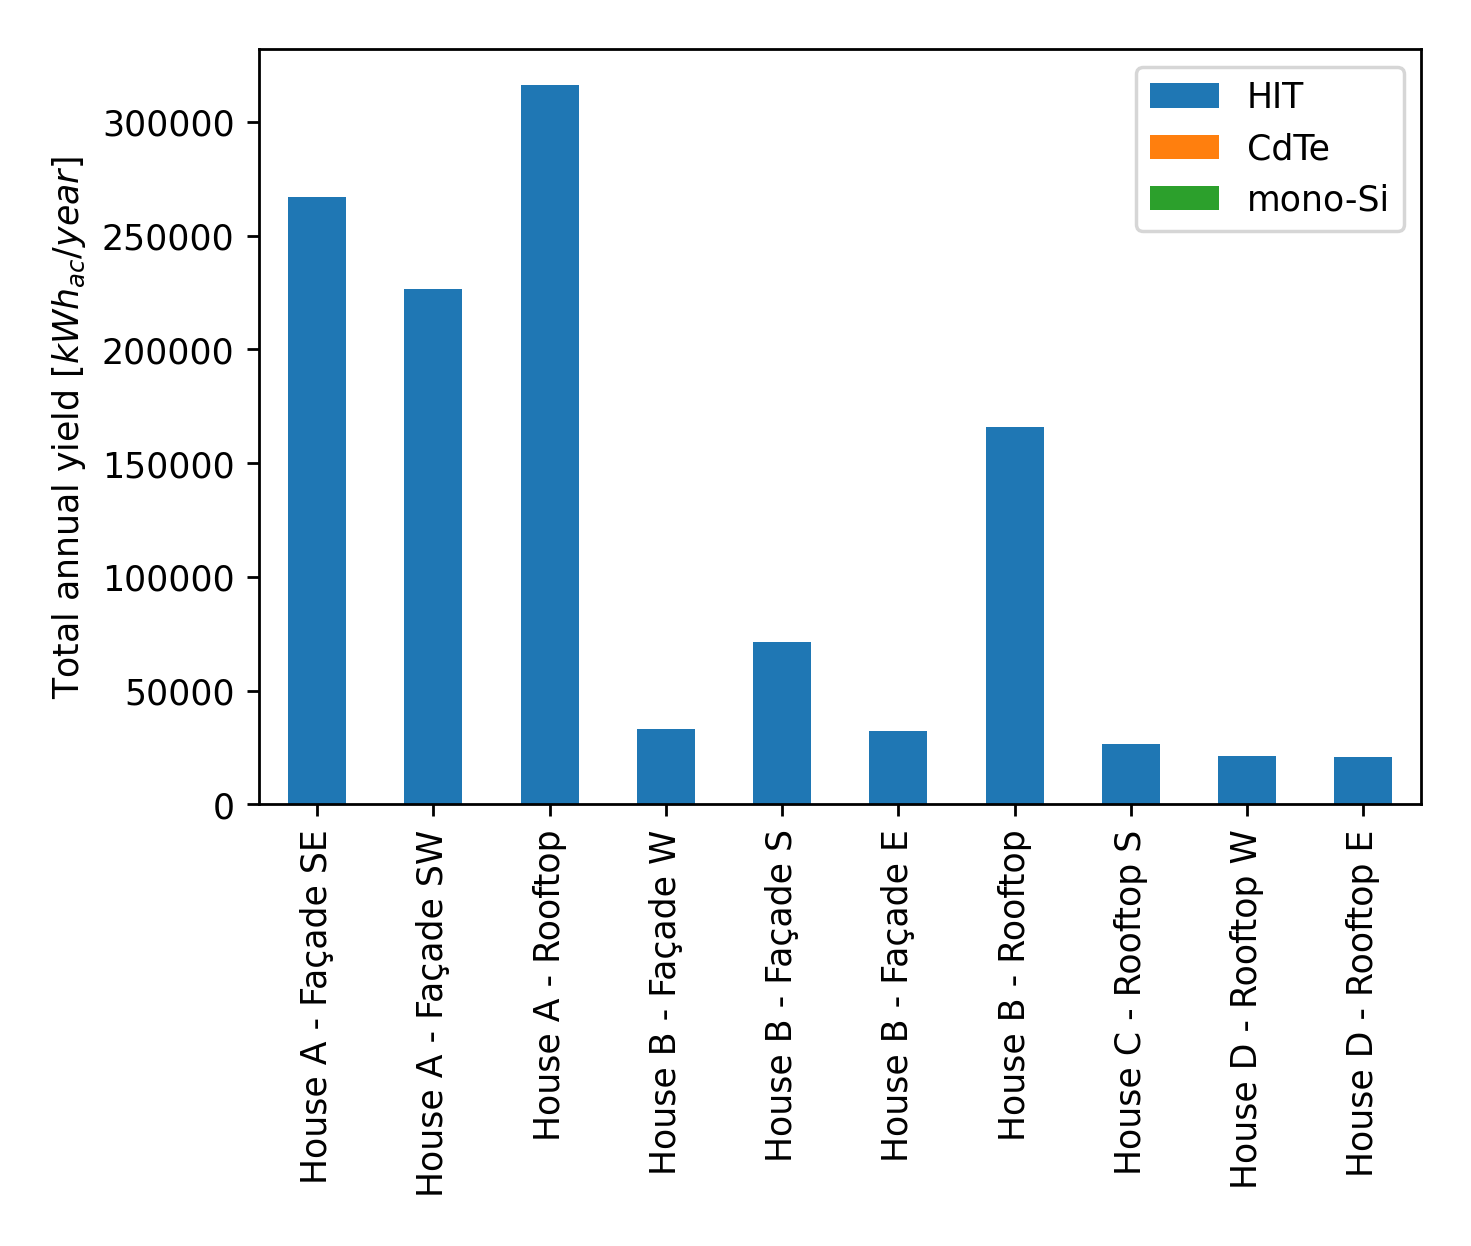 Total annual yield [kWh_ac/year]
300000
250000
200000
150000
100000
50000
0
HIT
CdTe
mono-Si
House A - Façade SE
House A - Façade SW
House A - Rooftop
House B - Façade W
House B - Façade S
House B - Façade E
House B - Rooftop
House C - Rooftop S
House D - Rooftop W
House D - Rooftop E